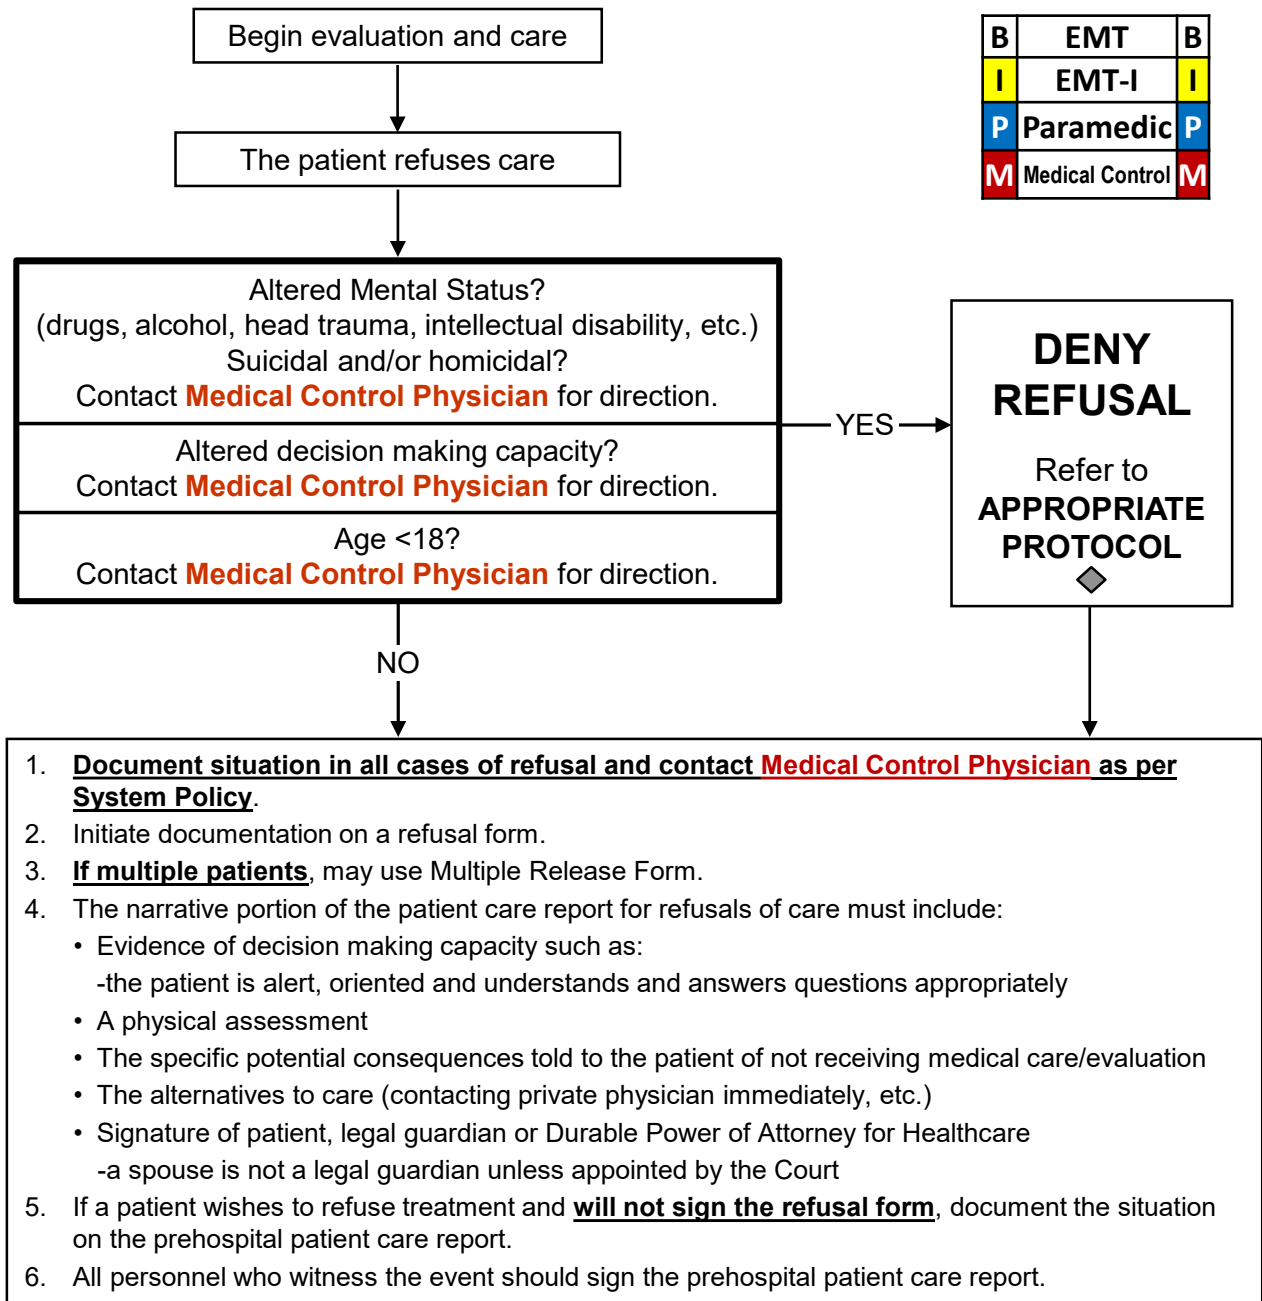 Begin evaluation and care
B EMT B
I EMT-I I
P Paramedic P
M Medical Control M
The patient refuses care
Altered Mental Status?
(drugs, alcohol, head trauma, intellectual disability, etc.)
Suicidal and/or homicidal?
Contact Medical Control Physician for direction.
Altered decision making capacity?
Contact Medical Control Physician for direction.
Age <18?
Contact Medical Control Physician for direction.
YES
DENY
REFUSAL
Refer to
APPROPRIATE
PROTOCOL
NO
1. Document situation in all cases of refusal and contact Medical Control Physician as per
System Policy.
2. Initiate documentation on a refusal form.
3. If multiple patients, may use Multiple Release Form.
4. The narrative portion of the patient care report for refusals of care must include:
• Evidence of decision making capacity such as:
-the patient is alert, oriented and understands and answers questions appropriately
• A physical assessment
• The specific potential consequences told to the patient of not receiving medical care/evaluation
• The alternatives to care (contacting private physician immediately, etc.)
• Signature of patient, legal guardian or Durable Power of Attorney for Healthcare
-a spouse is not a legal guardian unless appointed by the Court
5. If a patient wishes to refuse treatment and will not sign the refusal form, document the situation
on the prehospital patient care report.
6. All personnel who witness the event should sign the prehospital patient care report.